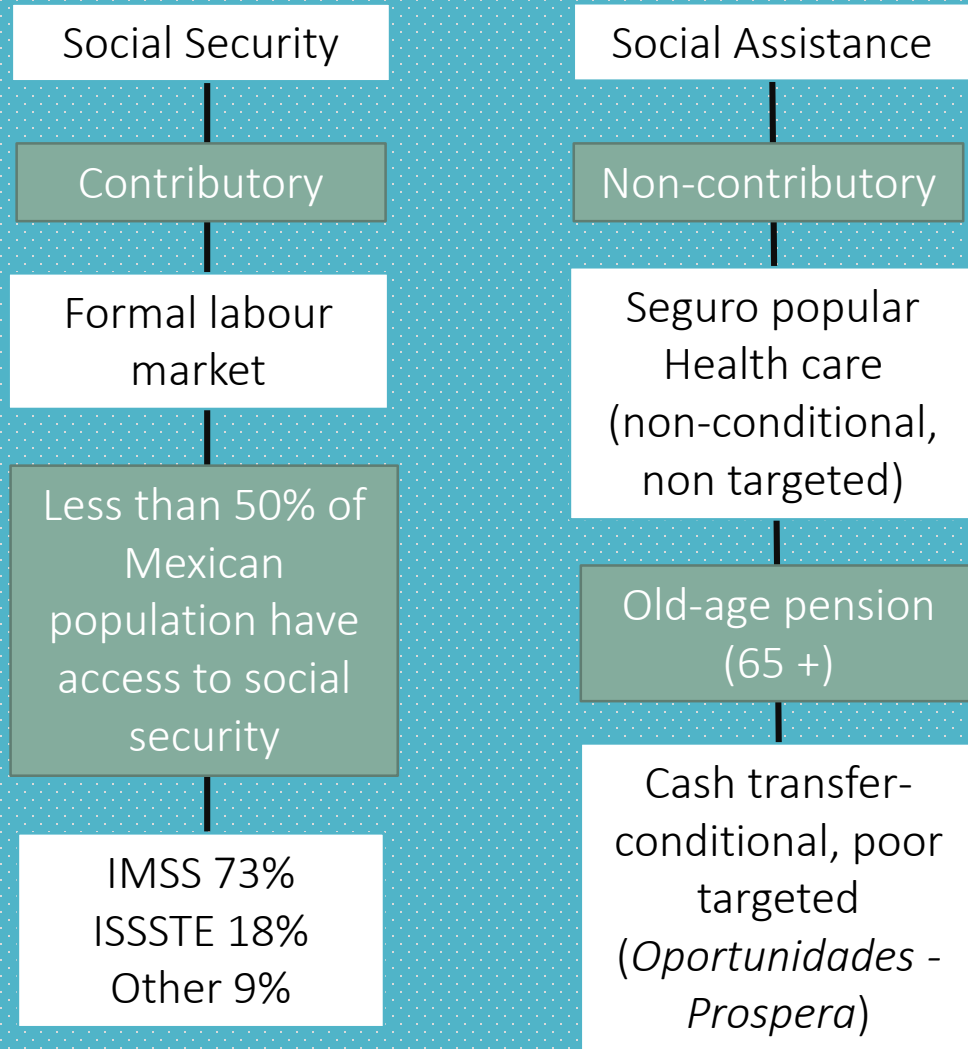 Social Security
Contributory
Formal labour
market
Less than 50% of
Mexican
population have
access to social
security
IMSS 73%
ISSSTE 18%
Other 9%
Social Assistance
Non-contributory
Seguro popular
Health care
(non-conditional,
non targeted)
Old-age pension
(65 +)
Cash transfer-
conditional, poor
targeted
(Oportunidades -
Prospera)